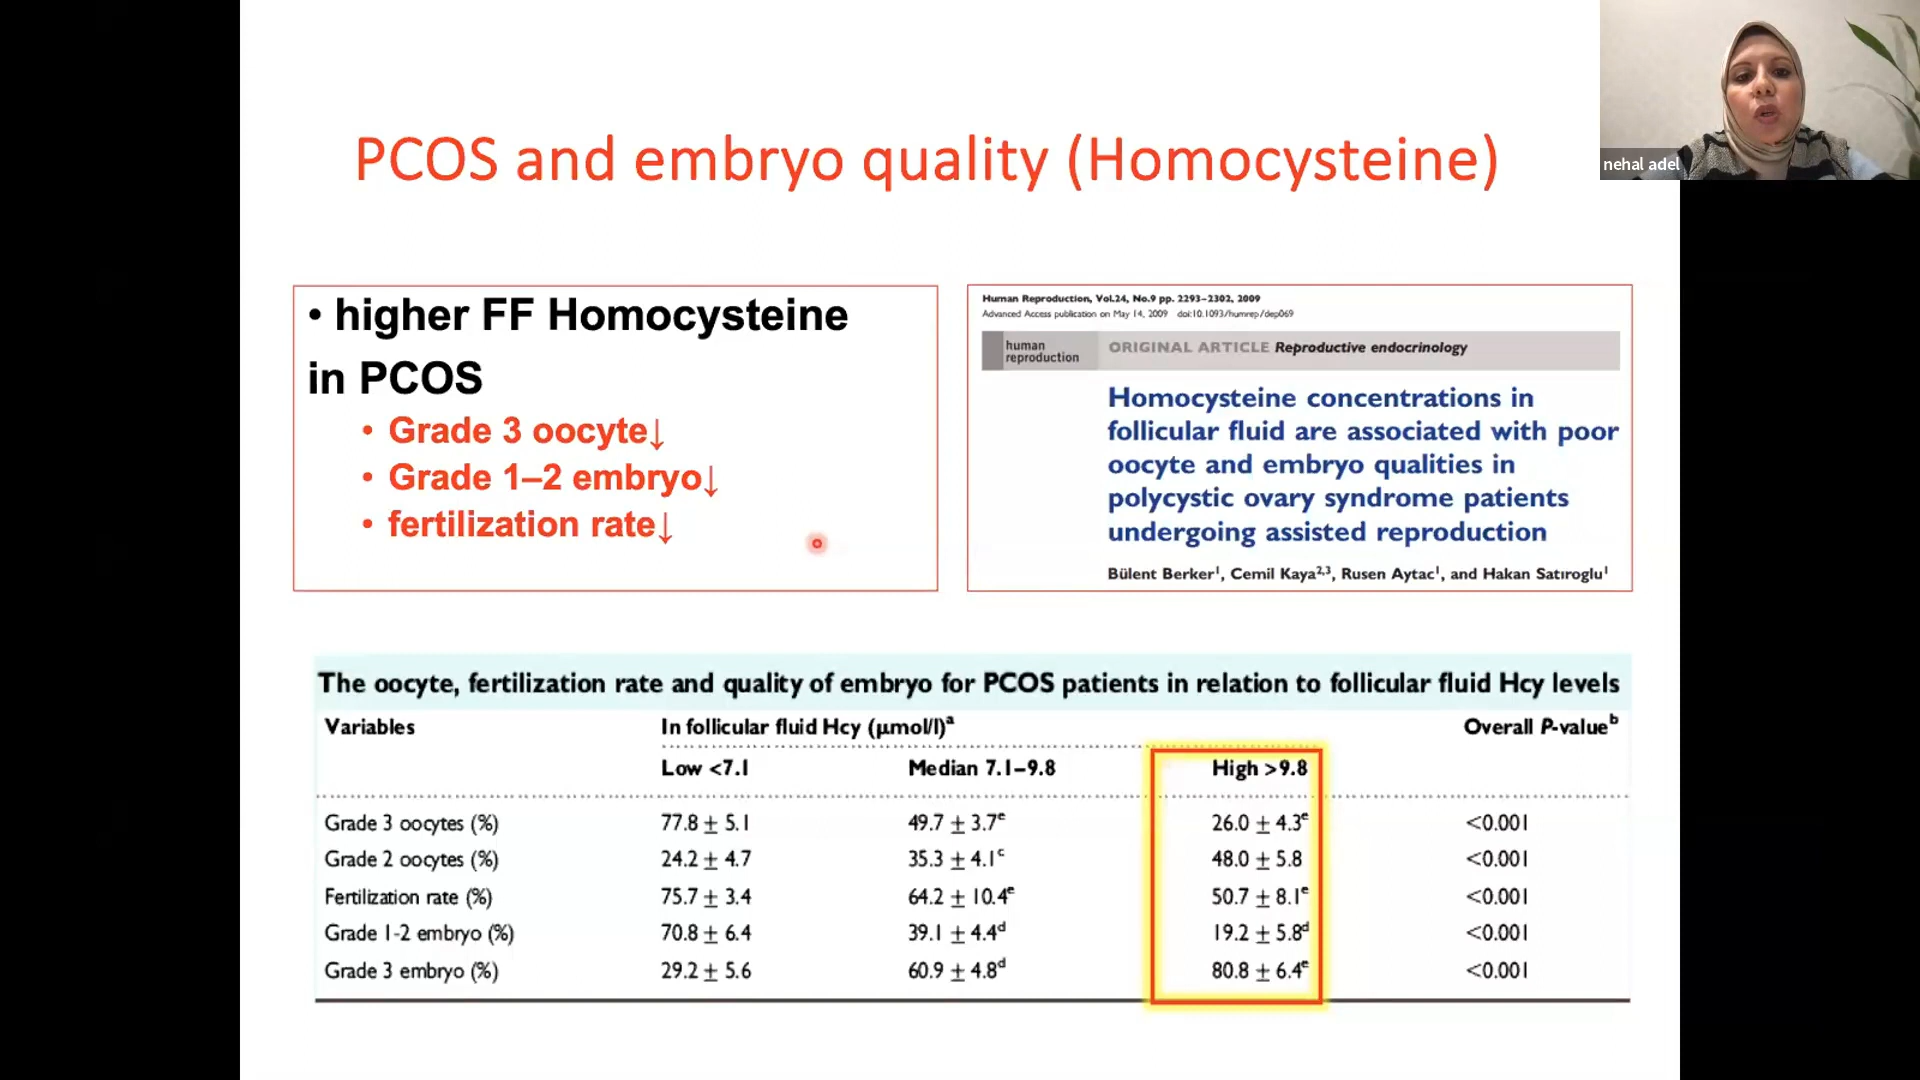 PCOS and embryo quality (Homocysteine)
nehal adel
• higher FF Homocysteine
in PCOS
• Grade 3 oocyte↓
• Grade 1–2 embryo↓
• fertilization rate↓
Human Reproduction, Vol.24, No.9 pp. 2293–2302, 2009
Advanced Access publication on May 14, 2009 doi:10.1093/humrep/dep069
human
reproduction
ORIGINAL ARTICLE Reproductive endocrinology
Homocysteine concentrations in
follicular fluid are associated with poor
oocyte and embryo qualities in
polycystic ovary syndrome patients
undergoing assisted reproduction
Bülent Berker¹, Cemil Kaya²,³, Rusen Aytac¹, and Hakan Satıroglu¹
The oocyte, fertilization rate and quality of embryo for PCOS patients in relation to follicular fluid Hcy levels
Variables In follicular fluid Hcy (μmol/l)ᵃ Overall P-valueᵇ
Low <7.1 Median 7.1–9.8 High >9.8
Grade 3 oocytes (%) 77.8 ± 5.1 49.7 ± 3.7ᵉ 26.0 ± 4.3ᵉ <0.001
Grade 2 oocytes (%) 24.2 ± 4.7 35.3 ± 4.1ᶜ 48.0 ± 5.8 <0.001
Fertilization rate (%) 75.7 ± 3.4 64.2 ± 10.4ᵉ 50.7 ± 8.1ᵉ <0.001
Grade 1-2 embryo (%) 70.8 ± 6.4 39.1 ± 4.4ᵈ 19.2 ± 5.8ᵈ <0.001
Grade 3 embryo (%) 29.2 ± 5.6 60.9 ± 4.8ᵈ 80.8 ± 6.4ᵉ <0.001